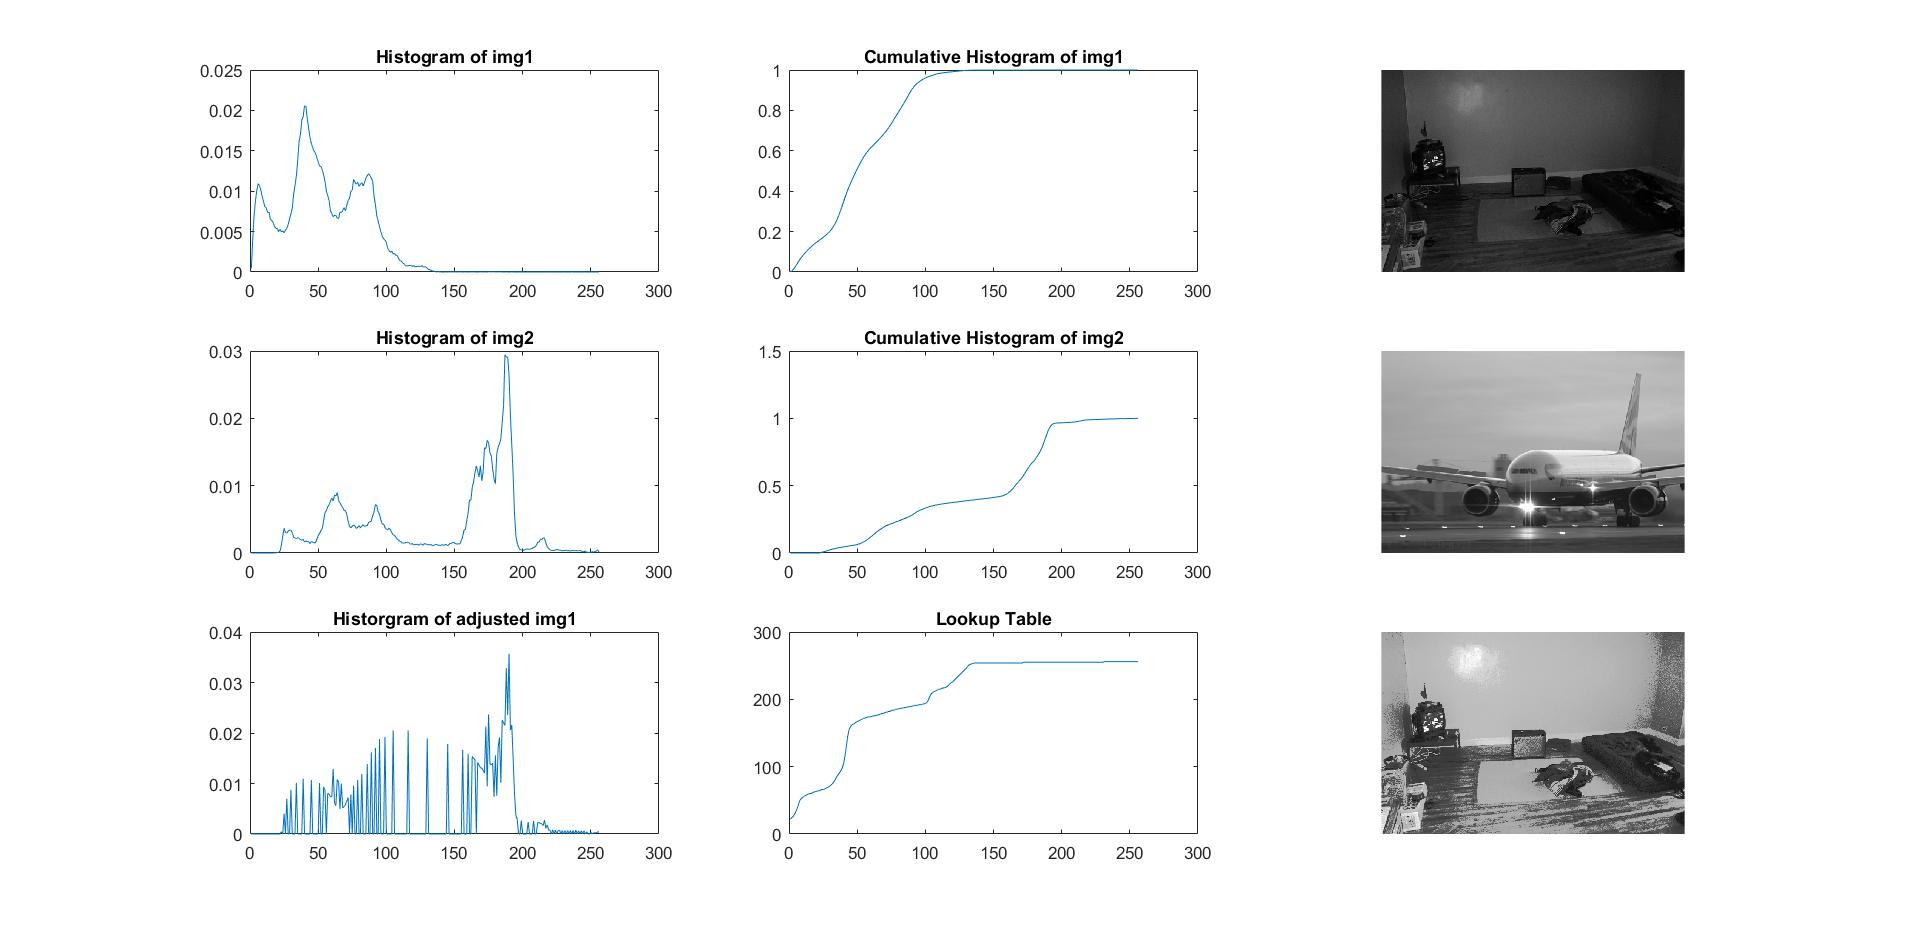 Histogram of img1
0.025
0.02
0.015
0.01
0.005
0
0 50 100 150 200 250 300
Cumulative Histogram of img1
1
0.8
0.6
0.4
0.2
0
0 50 100 150 200 250 300
Histogram of img2
0.03
0.02
0.01
0
0 50 100 150 200 250 300
Cumulative Histogram of img2
1.5
1
0.5
0
0 50 100 150 200 250 300
Historgram of adjusted img1
0.04
0.03
0.02
0.01
0
0 50 100 150 200 250 300
Lookup Table
300
200
100
0
0 50 100 150 200 250 300